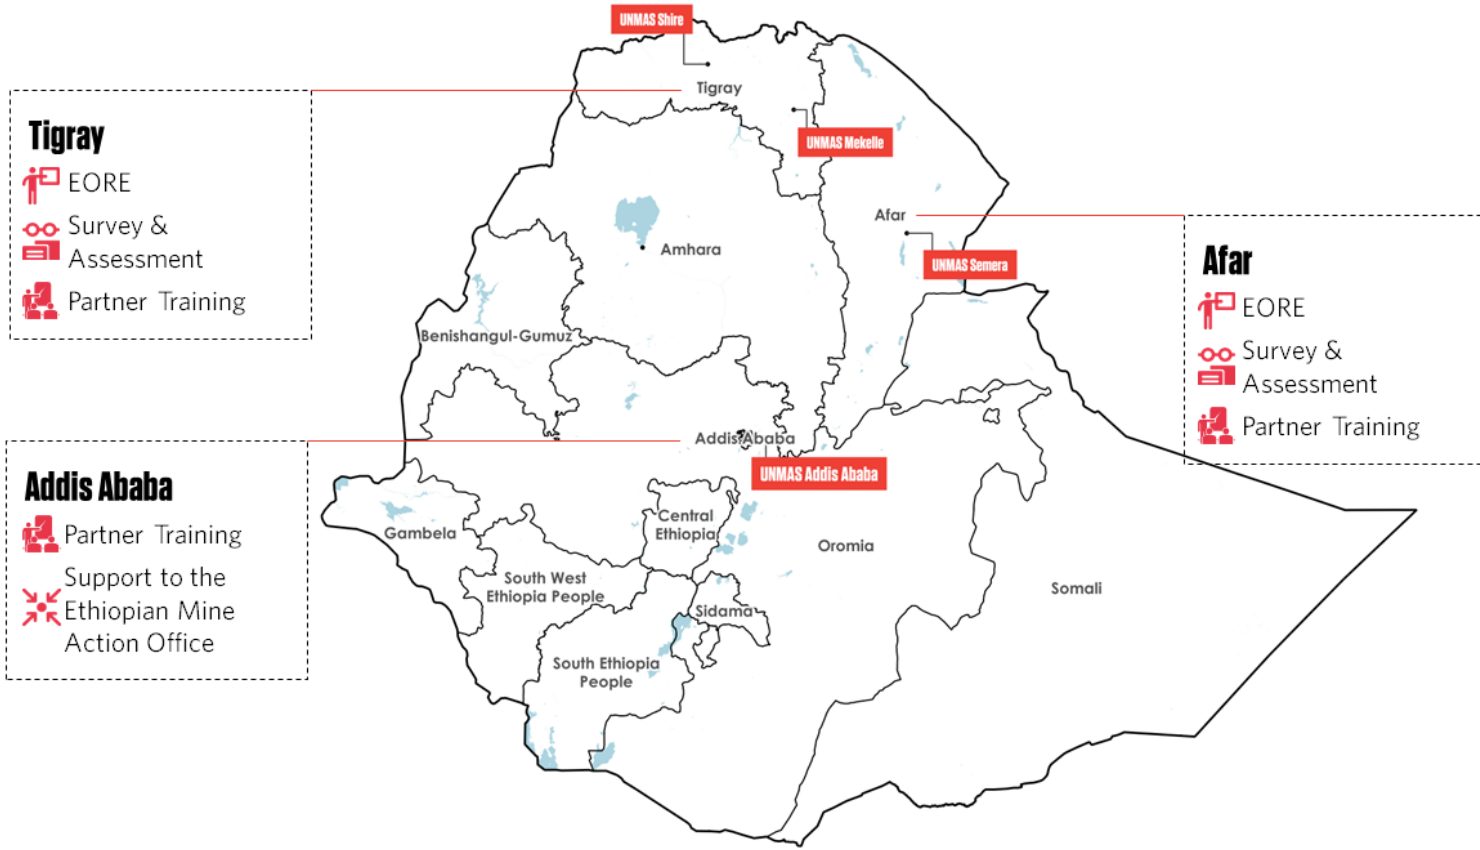 UNMAS Shire
Tigray
UNMAS Mekelle
Tigray
EORE
Survey &
Assessment
Partner Training
Afar
UNMAS Semera
Amhara
Afar
EORE
Survey &
Assessment
Partner Training
Benishangul-Gumuz
Addis Ababa
UNMAS Addis Ababa
Addis Ababa
Partner Training
Support to the
Ethiopian Mine
Action Office
Gambela
Central
Ethiopia
Oromia
South West
Ethiopia People
Somali
Sidama
South Ethiopia
People